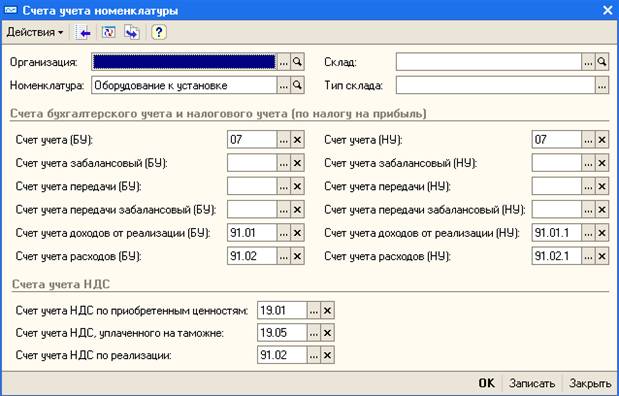 Счета учета номенклатуры
Действия
Организация: Склад:
Номенклатура: Оборудование к установке Тип склада:
Счета бухгалтерского учета и налогового учета (по налогу на прибыль)
Счет учета (БУ): 07 Счет учета (НУ): 07
Счет учета забалансовый (БУ): Счет учета забалансовый (НУ):
Счет учета передачи (БУ): Счет учета передачи (НУ):
Счет учета передачи забалансовый (БУ): Счет учета передачи забалансовый (НУ):
Счет учета доходов от реализации (БУ): 91.01 Счет учета доходов от реализации (НУ): 91.01.1
Счет учета расходов (БУ): 91.02 Счет учета расходов (НУ): 91.02.1
Счета учета НДС
Счет учета НДС по приобретенным ценностям: 19.01
Счет учета НДС, уплаченного на таможне: 19.05
Счет учета НДС по реализации: 91.02
OK Записать Закрыть